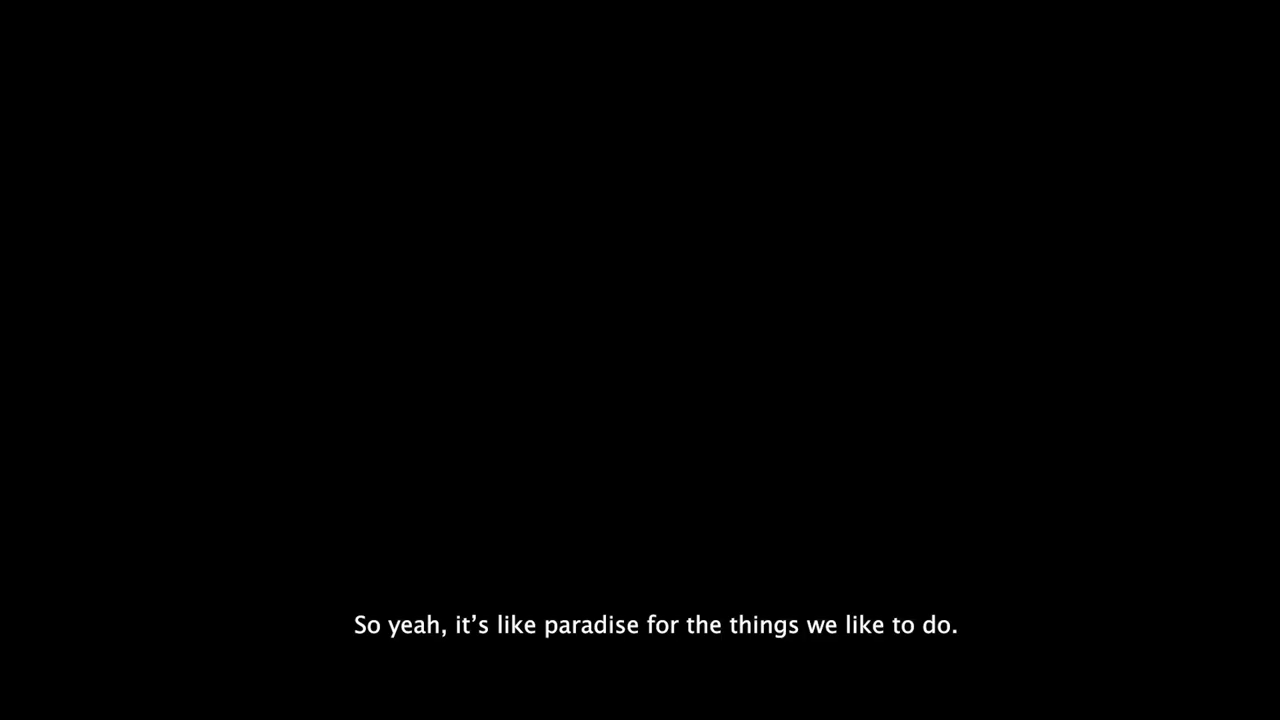 So yeah, it’s like paradise for the things we like to do.